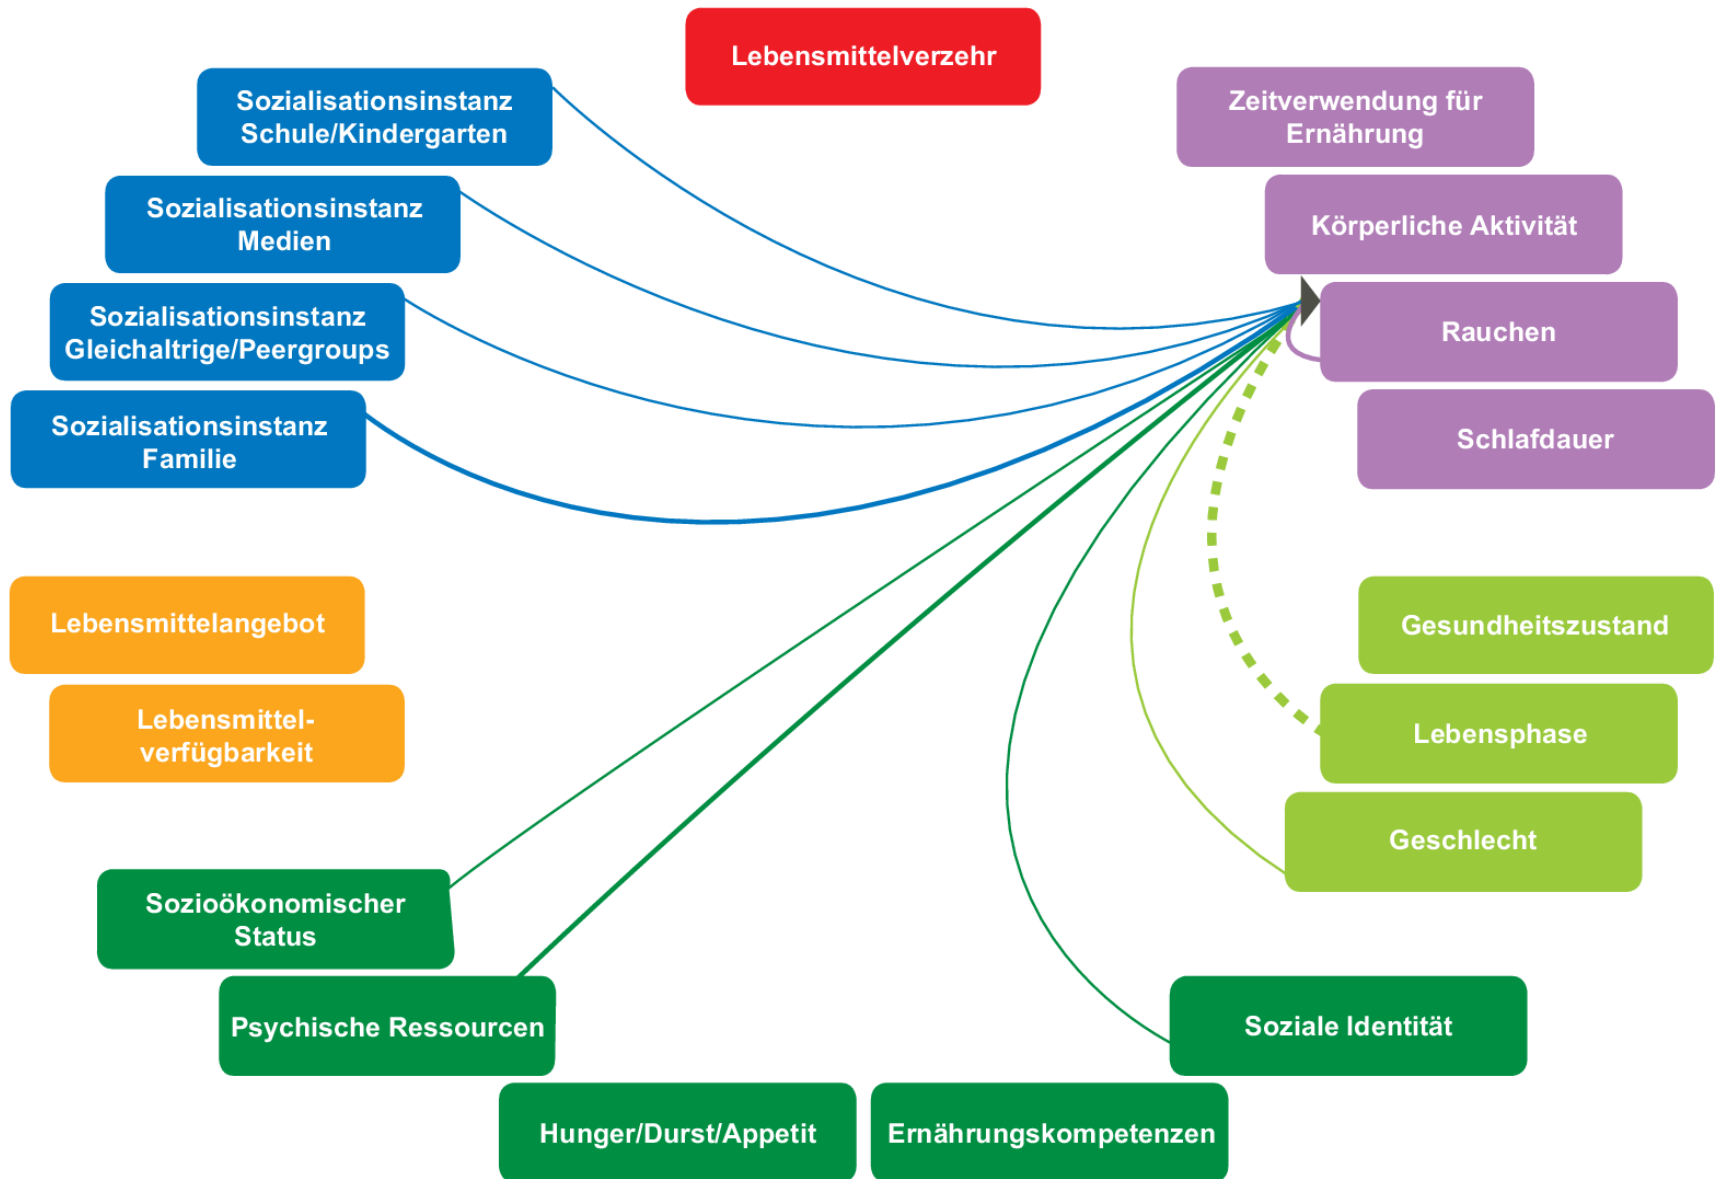 Lebensmittelverzehr
Sozialisationsinstanz
Schule/Kindergarten
Sozialisationsinstanz
Medien
Sozialisationsinstanz
Gleichaltrige/Peergroups
Sozialisationsinstanz
Familie
Zeitverwendung für
Ernährung
Körperliche Aktivität
Rauchen
Schlafdauer
Lebensmittelangebot
Lebensmittel-
verfügbarkeit
Gesundheitszustand
Lebensphase
Geschlecht
Sozioökonomischer
Status
Psychische Ressourcen
Soziale Identität
Hunger/Durst/Appetit
Ernährungskompetenzen